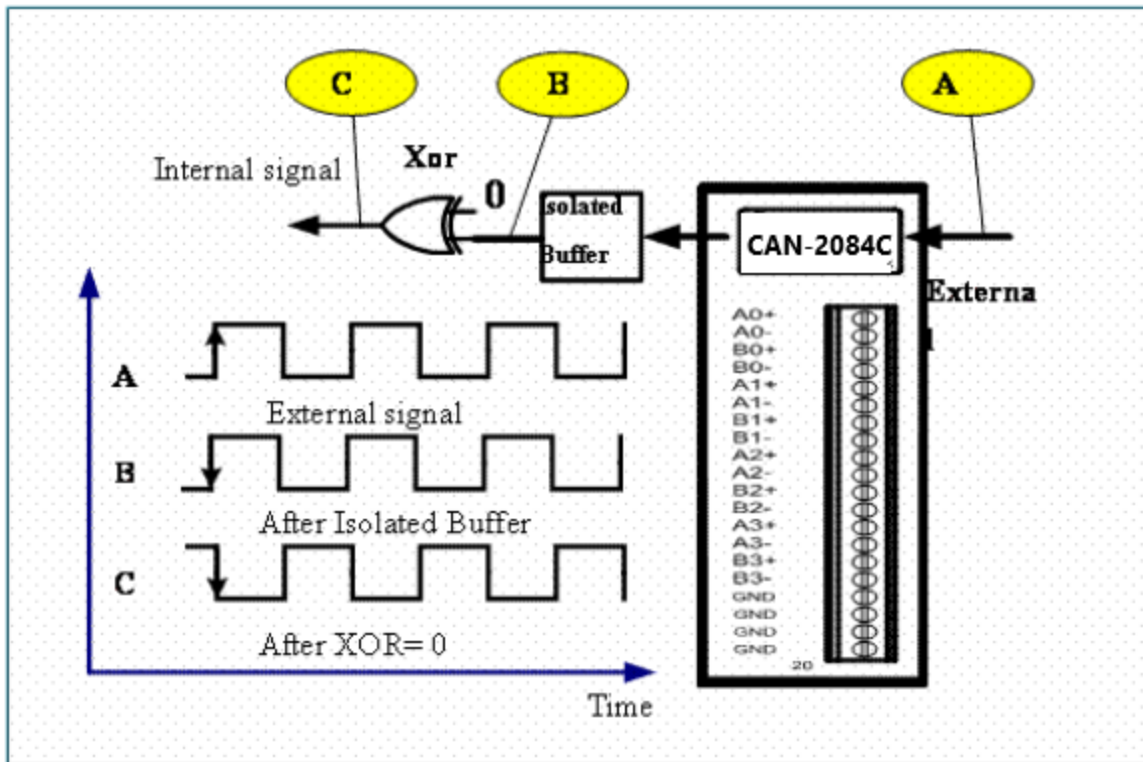 C
B
A
Xor
Internal signal
0
Isolated
Buffer
CAN-2084C
Externa
l
A0+
A0-
B0+
B0-
A1+
A1-
B1+
B1-
A2+
A2-
B2+
B2-
A3+
A3-
B3+
B3-
GND
GND
GND
GND
20
A
External signal
B
After Isolated Buffer
C
After XOR= 0
Time